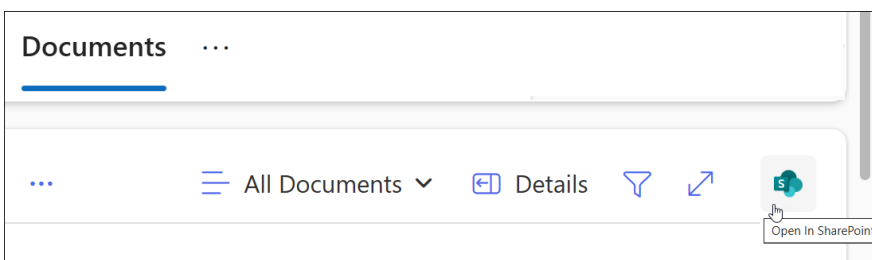 Documents ...
... All Documents Details
S
Open In SharePoint